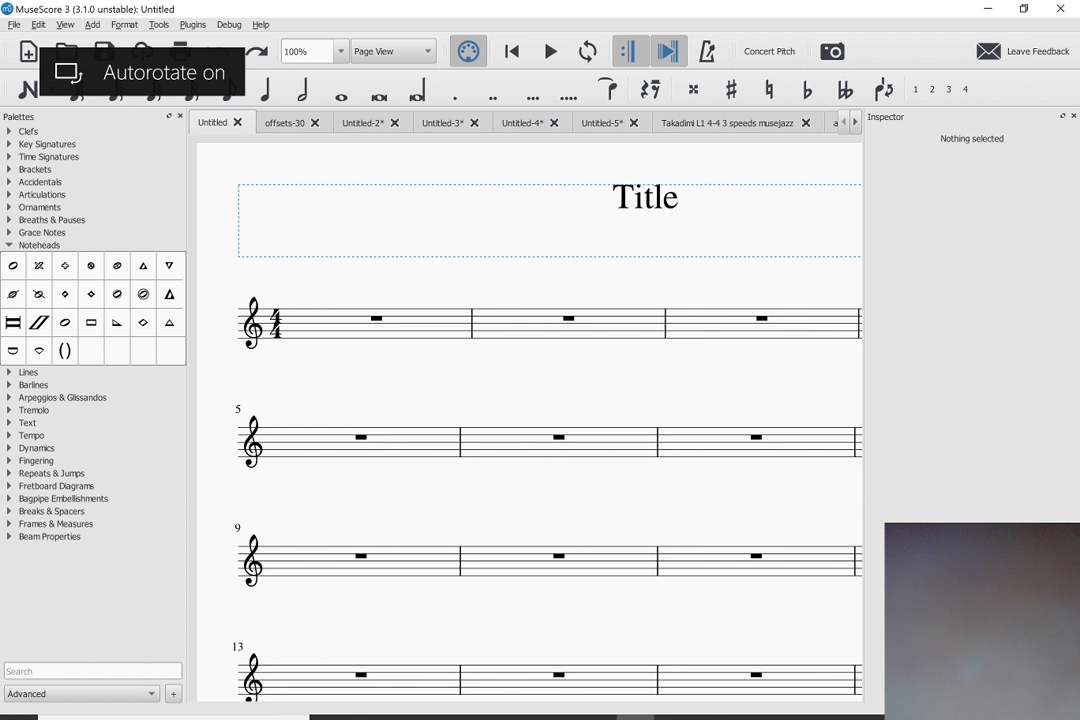 MuseScore 3 (3.1.0 unstable): Untitled
File Edit View Add Format Tools Plugins Debug Help
Autorotate on
100% Page View Concert Pitch Leave Feedback
1 2 3 4
Palettes
Untitled offsets-30 Untitled-2* Untitled-3* Untitled-4* Untitled-5* Takadimi L1 4-4 3 speeds musejazz a
Inspector
Nothing selected
Clefs
Key Signatures
Time Signatures
Brackets
Accidentals
Articulations
Ornaments
Breaths & Pauses
Grace Notes
Noteheads
Lines
Barlines
Arpeggios & Glissandos
Tremolo
Text
Tempo
Dynamics
Fingering
Repeats & Jumps
Fretboard Diagrams
Bagpipe Embellishments
Breaks & Spacers
Frames & Measures
Beam Properties
Search
Advanced +
Title
4
4
5
9
13